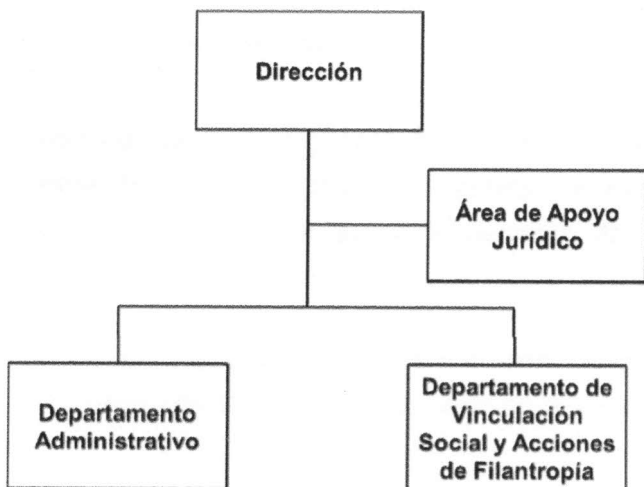 Dirección
Área de Apoyo
Jurídico
Departamento
Administrativo
Departamento de
Vinculación
Social y Acciones
de Filantropía